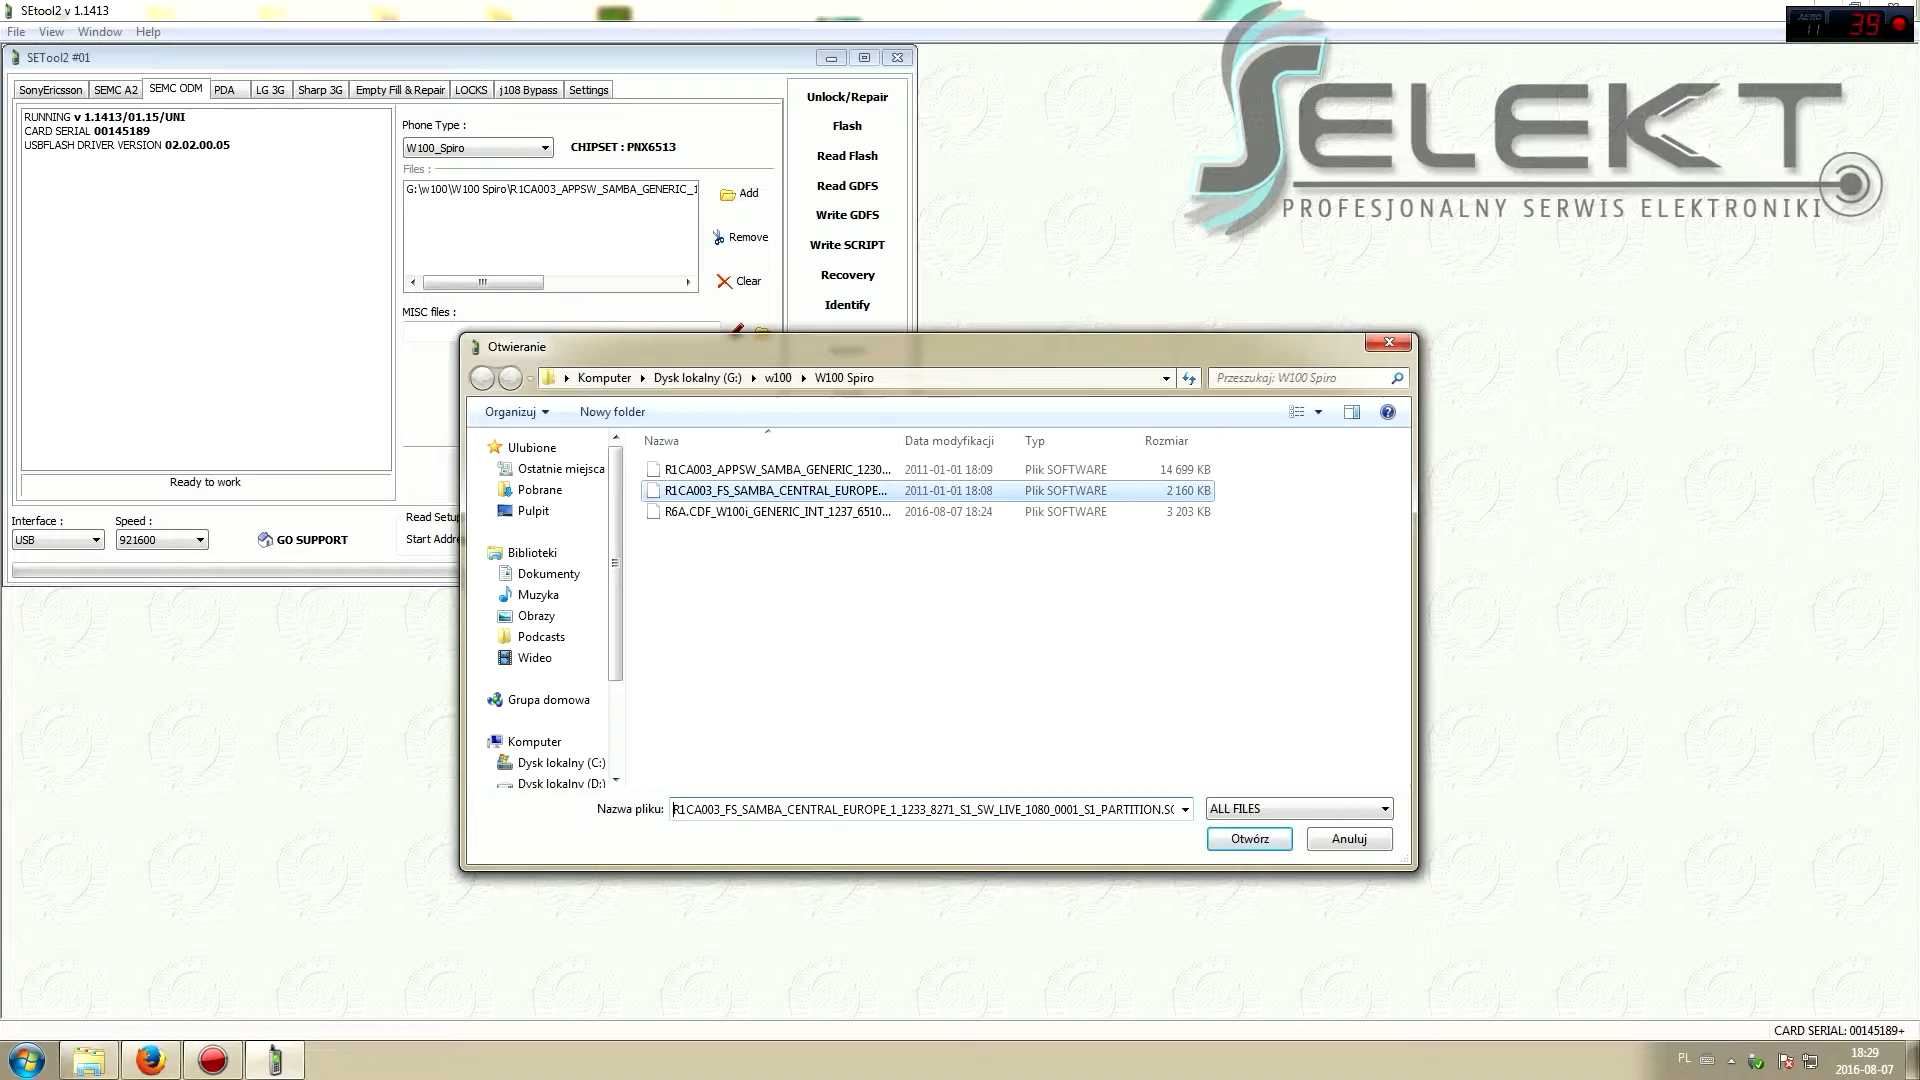 SEtool2 v 1.1413
File View Window Help
SETool2 #01
SonyEricsson SEMC A2 SEMC ODM PDA LG 3G Sharp 3G Empty Fill & Repair LOCKS j108 Bypass Settings
RUNNING v 1.1413/01.15/UNI
CARD SERIAL 00145189
USBFLASH DRIVER VERSION 02.02.00.05
Ready to work
Interface : Speed :
USB 921600
GO SUPPORT
Phone Type :
W100_Spiro CHIPSET : PNX6513
Files :
G:\w100\W100 Spiro\R1CA003_APPSW_SAMBA_GENERIC_1
Add
Remove
Clear
MISC files :
Read Setup
Start Addre
Unlock/Repair
Flash
Read Flash
Read GDFS
Write GDFS
Write SCRIPT
Recovery
Identify
SELEKT
PROFESJONALNY SERWIS ELEKTRONIKI
AERO
11
39
Otwieranie
Komputer Dysk lokalny (G:) w100 W100 Spiro
Przeszukaj: W100 Spiro
Organizuj Nowy folder
Ulubione
Ostatnie miejsca
Pobrane
Pulpit
Biblioteki
Dokumenty
Muzyka
Obrazy
Podcasts
Wideo
Grupa domowa
Komputer
Dysk lokalny (C:)
Dysk lokalny (D:)
Nazwa Data modyfikacji Typ Rozmiar
R1CA003_APPSW_SAMBA_GENERIC_1230... 2011-01-01 18:09 Plik SOFTWARE 14 699 KB
R1CA003_FS_SAMBA_CENTRAL_EUROPE... 2011-01-01 18:08 Plik SOFTWARE 2 160 KB
R6A.CDF_W100i_GENERIC_INT_1237_6510... 2016-08-07 18:24 Plik SOFTWARE 3 203 KB
Nazwa pliku: R1CA003_FS_SAMBA_CENTRAL_EUROPE_1_1233_8271_S1_SW_LIVE_1080_0001_S1_PARTITION.SO ALL FILES
Otwórz Anuluj
CARD SERIAL: 00145189+
PL
18:29
2016-08-07